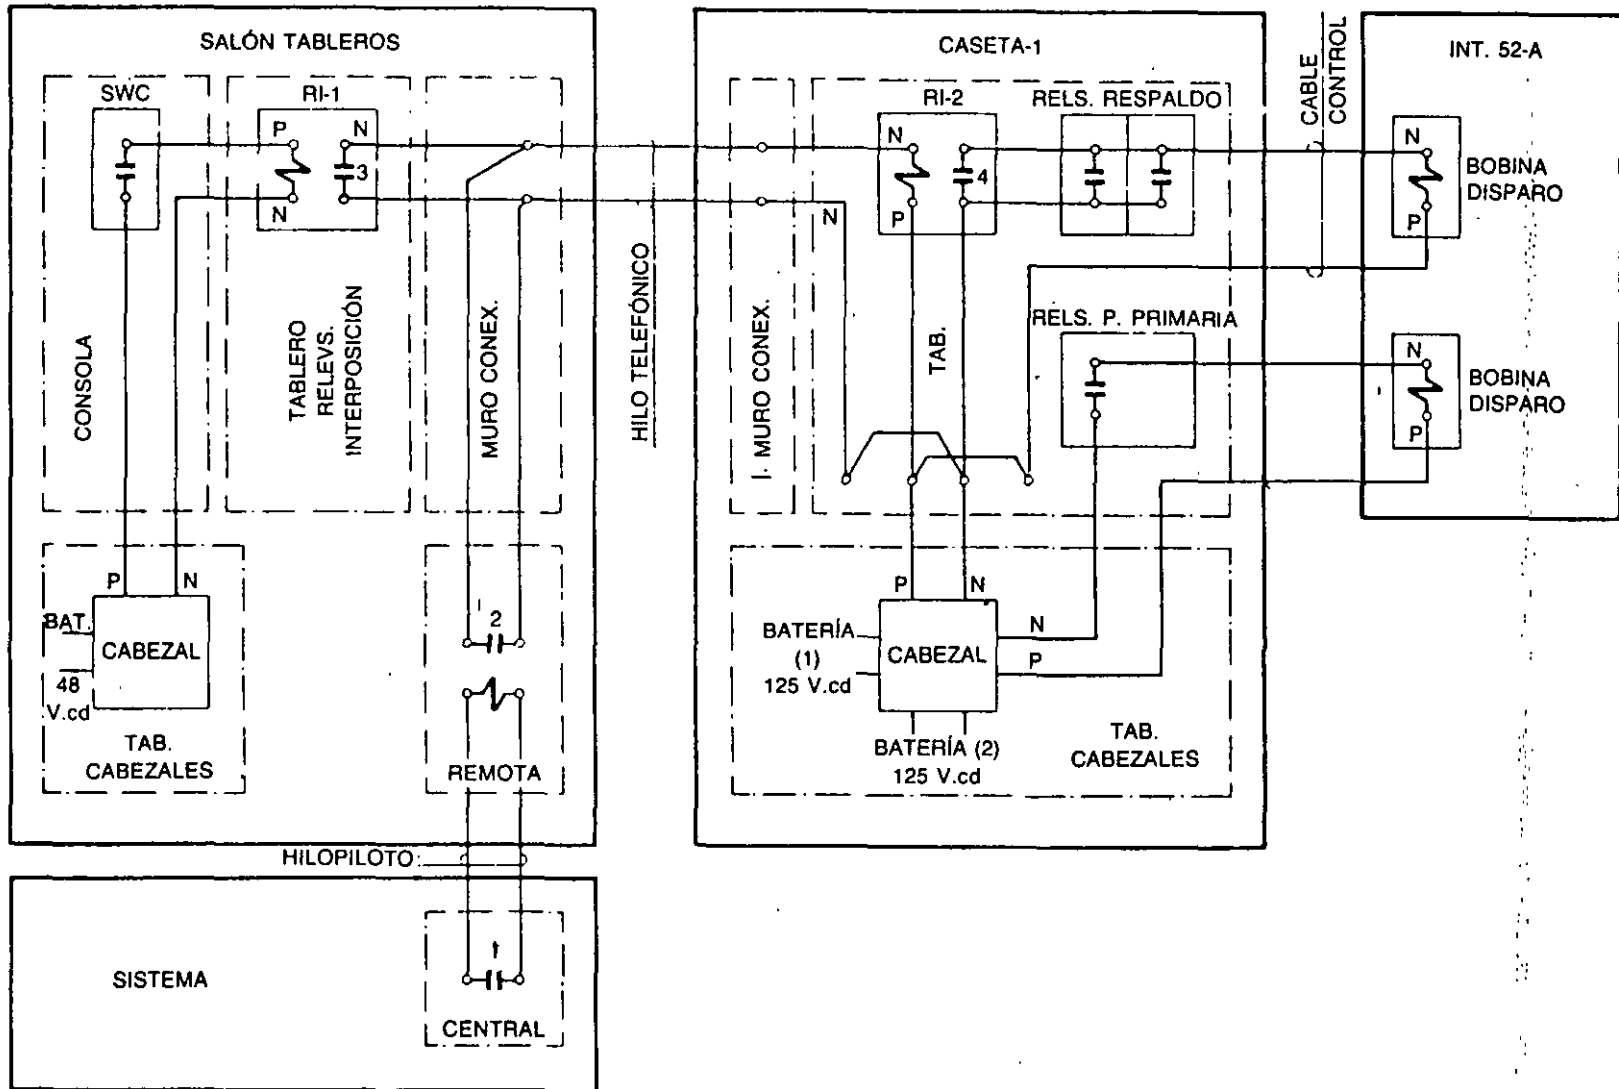 SALÓN TABLEROS
SWC
RI-1
P
N
3
N
CONSOLA
TABLERO
RELEVS.
INTERPOSICIÓN
MURO CONEX.
P
N
BAT.
48
V.cd
CABEZAL
TAB.
CABEZALES
2
REMOTA
HILOPILOTO
SISTEMA
1
CENTRAL
HILO TELEFÓNICO
CASETA-1
MURO CONEX.
N
RI-2
N
4
P
RELS. RESPALDO
TAB.
RELS. P. PRIMARIA
P
N
BATERÍA
(1)
125 V.cd
CABEZAL
N
P
BATERÍA (2)
125 V.cd
TAB.
CABEZALES
CABLE
CONTROL
INT. 52-A
N
P
BOBINA
DISPARO
N
P
BOBINA
DISPARO